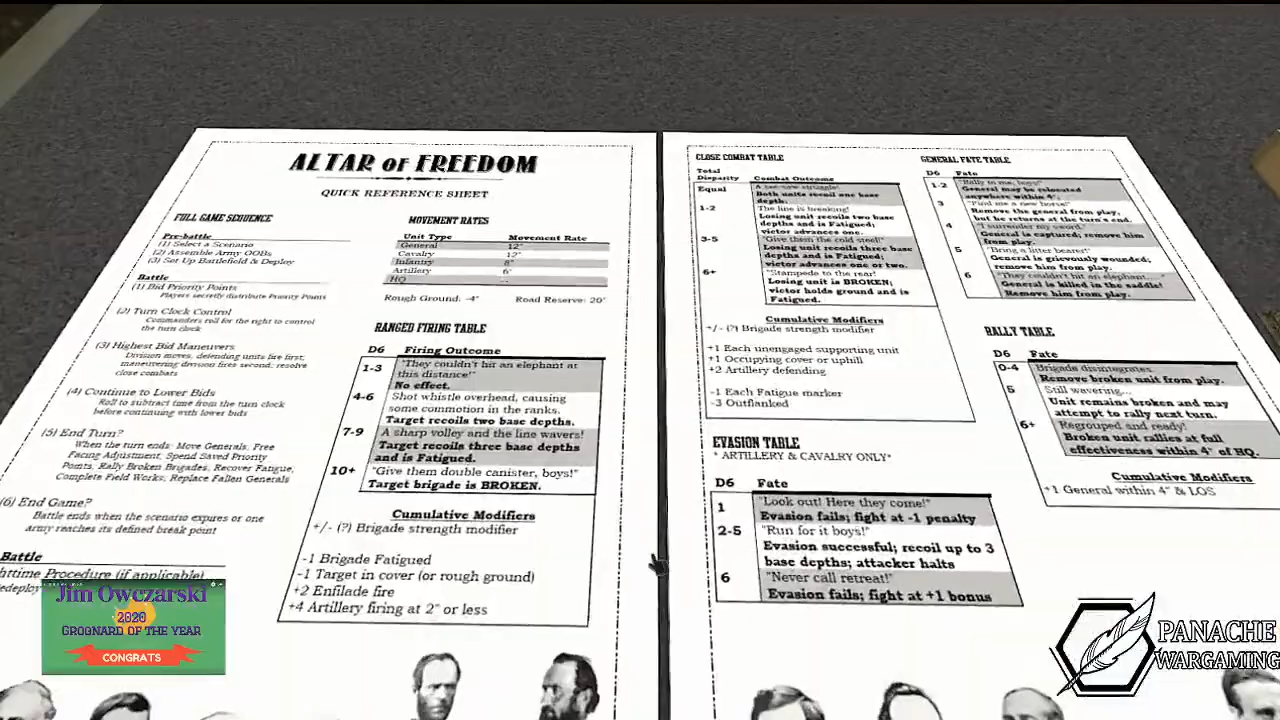 ALTAR OF FREEDOM
QUICK REFERENCE SHEET
FULL GAME SEQUENCE
Pre-battle
(1) Select a Scenario
(2) Assemble Army OOBs
(3) Set Up Battlefield & Deploy
Battle
(1) Bid Priority Points
Players secretly distribute Priority Points
(2) Turn Clock Control
Commanders roll for the right to control
the turn clock
(3) Highest Bid Maneuvers
Division moves, defending units fire first;
maneuvering division fires second; resolve
close combats
(4) Continue to Lower Bids
Roll to subtract time from the turn clock
before continuing with lower bids
(5) End Turn?
When the turn ends: Move Generals, Free
Facing Adjustment, Spend Saved Priority
Points, Rally Broken Brigades, Recover Fatigue,
Complete Field Works; Replace Fallen Generals
(6) End Game?
Battle ends when the scenario expires or one
army reaches its defined break point
Battle
Procedure (if applicable)
MOVEMENT RATES
Unit Type Movement Rate
General 12"
Cavalry 12"
Infantry 8"
Artillery 6"
HQ --
Rough Ground: -4" Road Reserve: 20"
RANGED FIRING TABLE
D6 Firing Outcome
1-3 "They couldn't hit an elephant at
this distance!"
No effect.
4-6 Shot whistle overhead, causing
some commotion in the ranks.
Target recoils two base depths.
7-9 A sharp volley and the line wavers!
Target recoils three base depths
and is Fatigued.
10+ "Give them double canister, boys!"
Target brigade is BROKEN.
Cumulative Modifiers
+/- (?) Brigade strength modifier
-1 Brigade Fatigued
-1 Target in cover (or rough ground)
+2 Enfilade fire
+4 Artillery firing at 2" or less
CLOSE COMBAT TABLE
Total
Disparity Combat Outcome
Equal A see-saw struggle!
Both units recoil one base
depth.
1-2 The line is breaking!
Losing unit recoils two base
depths and is Fatigued;
victor advances one.
3-5 "Give them the cold steel!"
Losing unit recoils three base
depths and is Fatigued;
victor advances one or two.
6+ "Stampede to the rear!
Losing unit is BROKEN;
victor holds ground and is
Fatigued.
Cumulative Modifiers
+/- (?) Brigade strength modifier
+1 Each unengaged supporting unit
+1 Occupying cover or uphill
+2 Artillery defending
-1 Each Fatigue marker
-3 Outflanked
EVASION TABLE
* ARTILLERY & CAVALRY ONLY*
D6 Fate
1 "Look out! Here they come!"
Evasion fails; fight at -1 penalty
2-5 "Run for it boys!"
Evasion successful; recoil up to 3
base depths; attacker halts
6 "Never call retreat!"
Evasion fails; fight at +1 bonus
GENERAL FATE TABLE
D6 Fate
1-2 "Rally to me, boys!"
General may be relocated
anywhere within 4".
3 "Find me a new horse!"
Remove the general from play,
but he returns at the turn's end.
4 "I surrender my sword."
General is captured; remove him
from play.
5 "Bring a litter bearer!"
General is grievously wounded;
remove him from play.
6 "They couldn't hit an elephant...."
General is killed in the saddle!
Remove him from play.
RALLY TABLE
D6 Fate
0-4 Brigade disintegrates.
Remove broken unit from play.
5 Still wavering...
Unit remains broken and may
attempt to rally next turn.
6+ Regrouped and ready!
Broken unit rallies at full
effectiveness within 4" of HQ.
Cumulative Modifiers
+1 General within 4" & LOS
Jim Owczarski
2020
GROGNARD OF THE YEAR
CONGRATS
PANACHE
WARGAMING